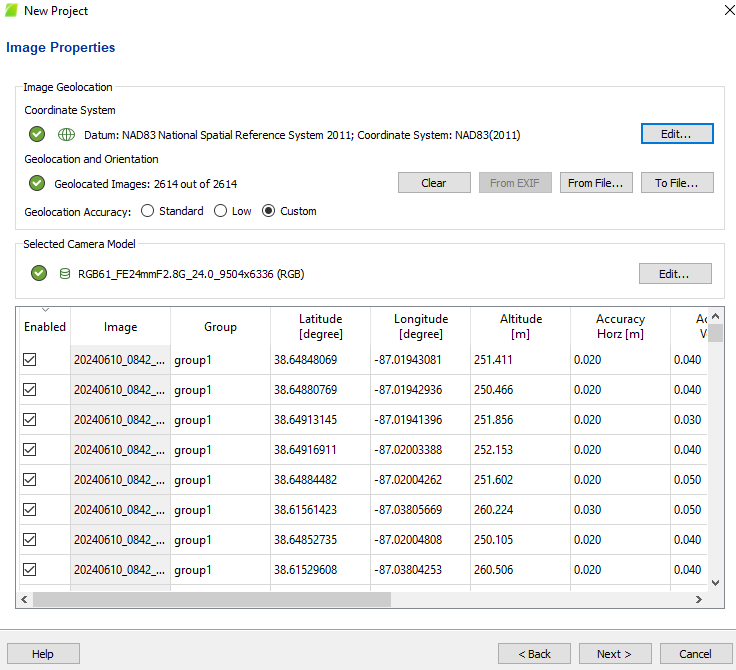 New Project
Image Properties
Image Geolocation
Coordinate System
Datum: NAD83 National Spatial Reference System 2011; Coordinate System: NAD83(2011)
Edit...
Geolocation and Orientation
Geolocated Images: 2614 out of 2614
Clear
From EXIF
From File...
To File...
Geolocation Accuracy: Standard Low Custom
Selected Camera Model
RGB61_FE24mmF2.8G_24.0_9504x6336 (RGB)
Edit...
Enabled Image Group Latitude [degree] Longitude [degree] Altitude [m] Accuracy Horz [m]
20240610_0842_... group1 38.64848069 -87.01943081 251.411 0.020 0.040
20240610_0842_... group1 38.64880769 -87.01942936 250.466 0.020 0.040
20240610_0842_... group1 38.64913145 -87.01941396 251.856 0.020 0.030
20240610_0842_... group1 38.64916911 -87.02003388 252.153 0.020 0.040
20240610_0842_... group1 38.64884482 -87.02004262 251.602 0.020 0.050
20240610_0842_... group1 38.61561423 -87.03805669 260.224 0.030 0.050
20240610_0842_... group1 38.64852735 -87.02004808 250.105 0.020 0.040
20240610_0842_... group1 38.61529608 -87.03804253 260.506 0.020 0.040
Help
< Back
Next >
Cancel